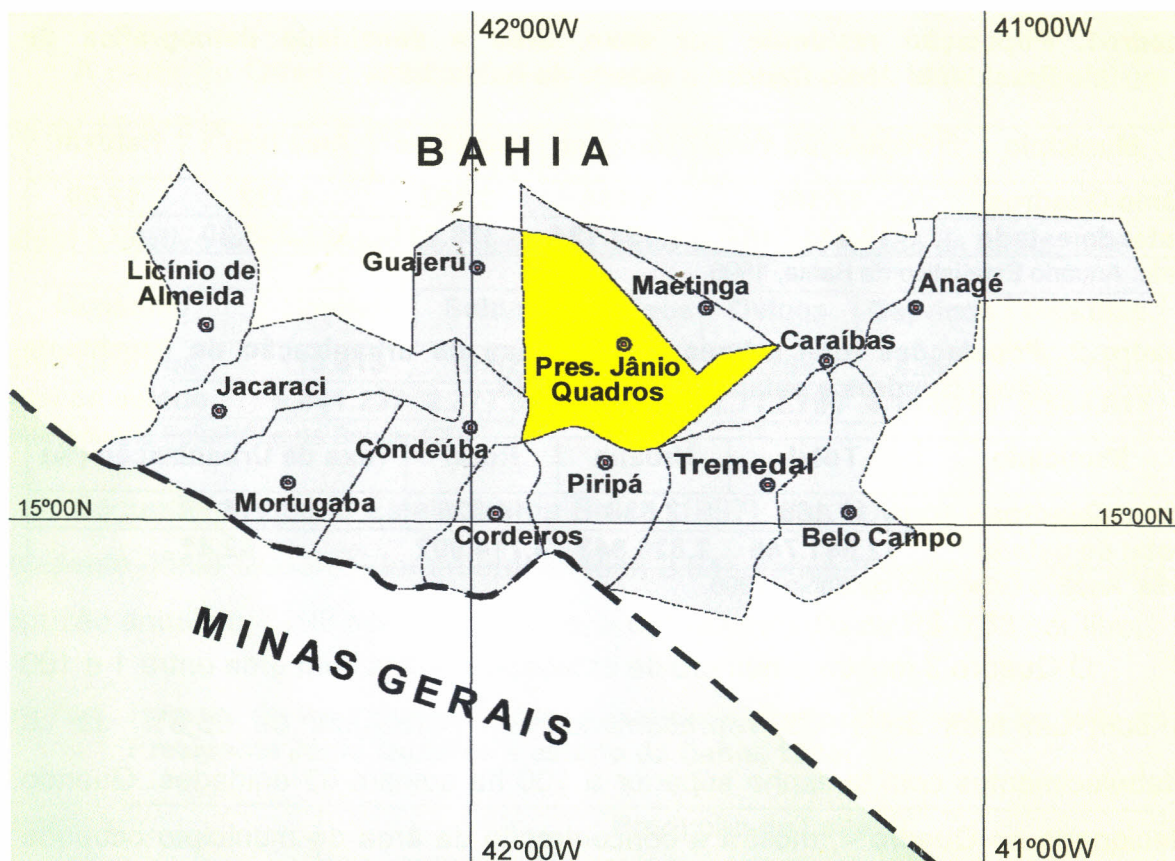 42º00W
41º00W
BAHIA
Licínio de
Almeida
Guajerú
Maetinga
Anagé
Caraíbas
Pres. Jânio
Quadros
Jacaraci
Condeúba
Tremedal
Piripá
Mortugaba
15º00N
15º00N
Cordeiros
Belo Campo
MINAS GERAIS
42º00W
41º00W